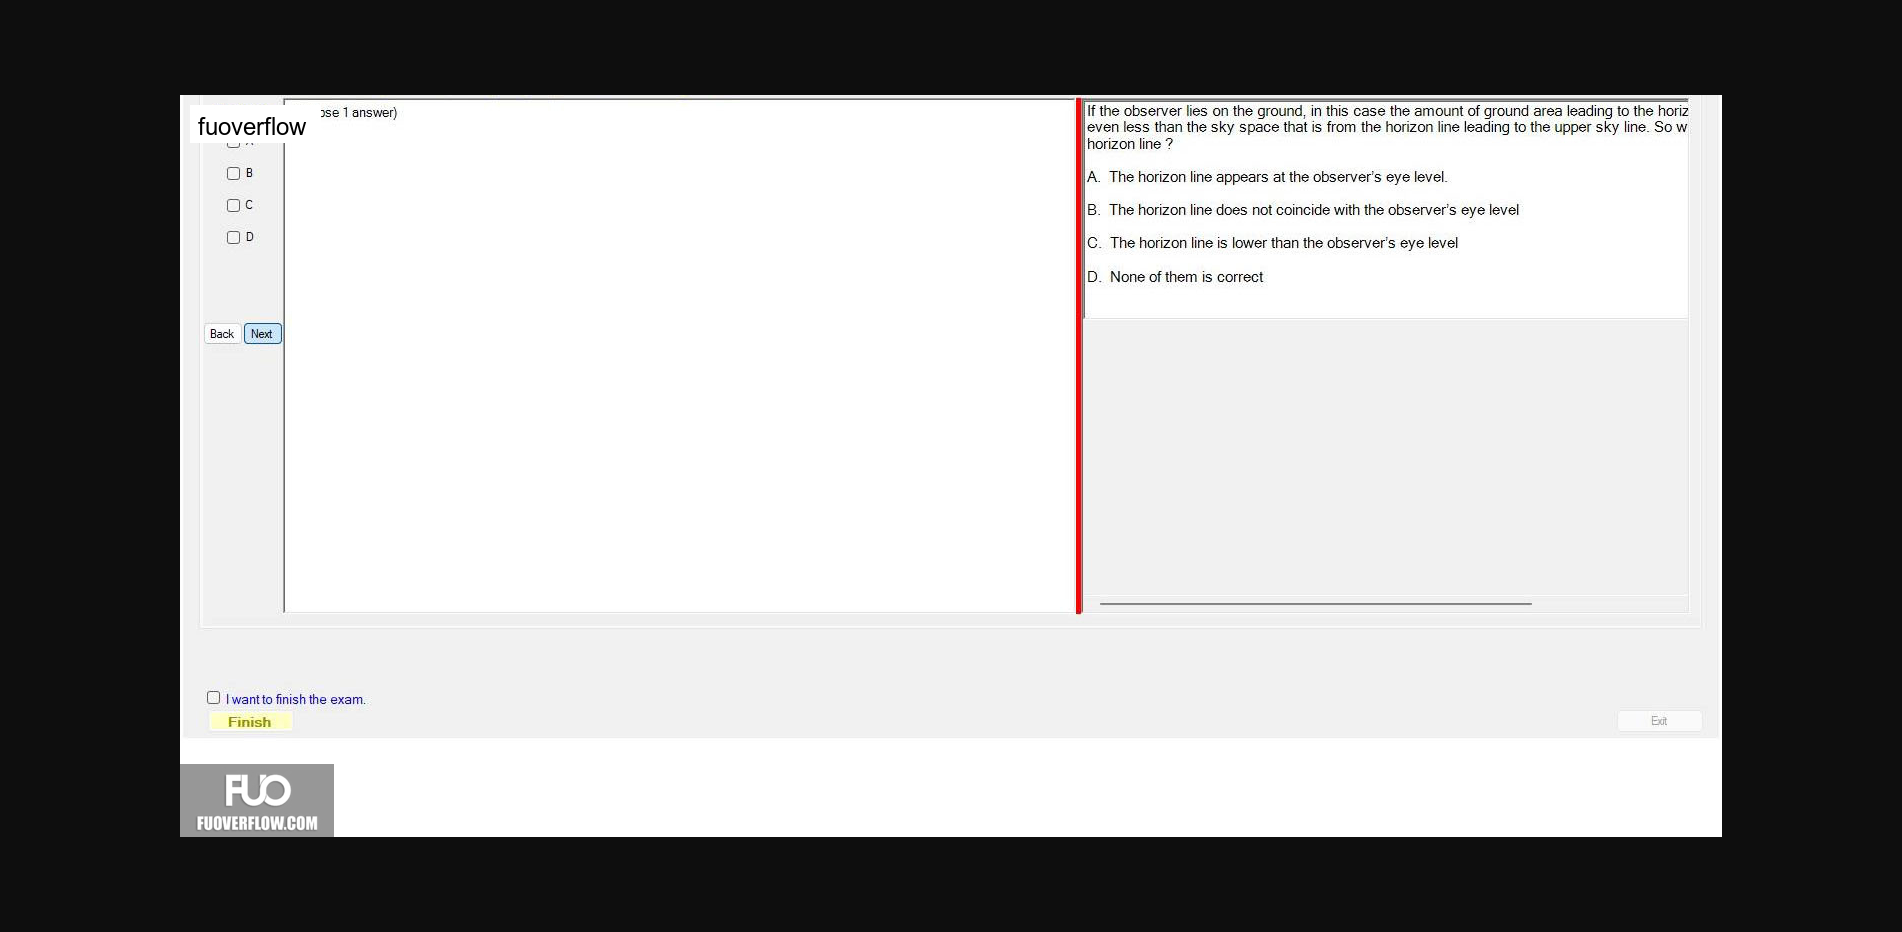 fuoverflow
ose 1 answer)
B
C
D
Back
Next
If the observer lies on the ground, in this case the amount of ground area leading to the horiz
even less than the sky space that is from the horizon line leading to the upper sky line. So w
horizon line ?
A. The horizon line appears at the observer's eye level.
B. The horizon line does not coincide with the observer's eye level
C. The horizon line is lower than the observer's eye level
D. None of them is correct
I want to finish the exam.
Finish
Exit
FUO
FUOVERFLOW.COM